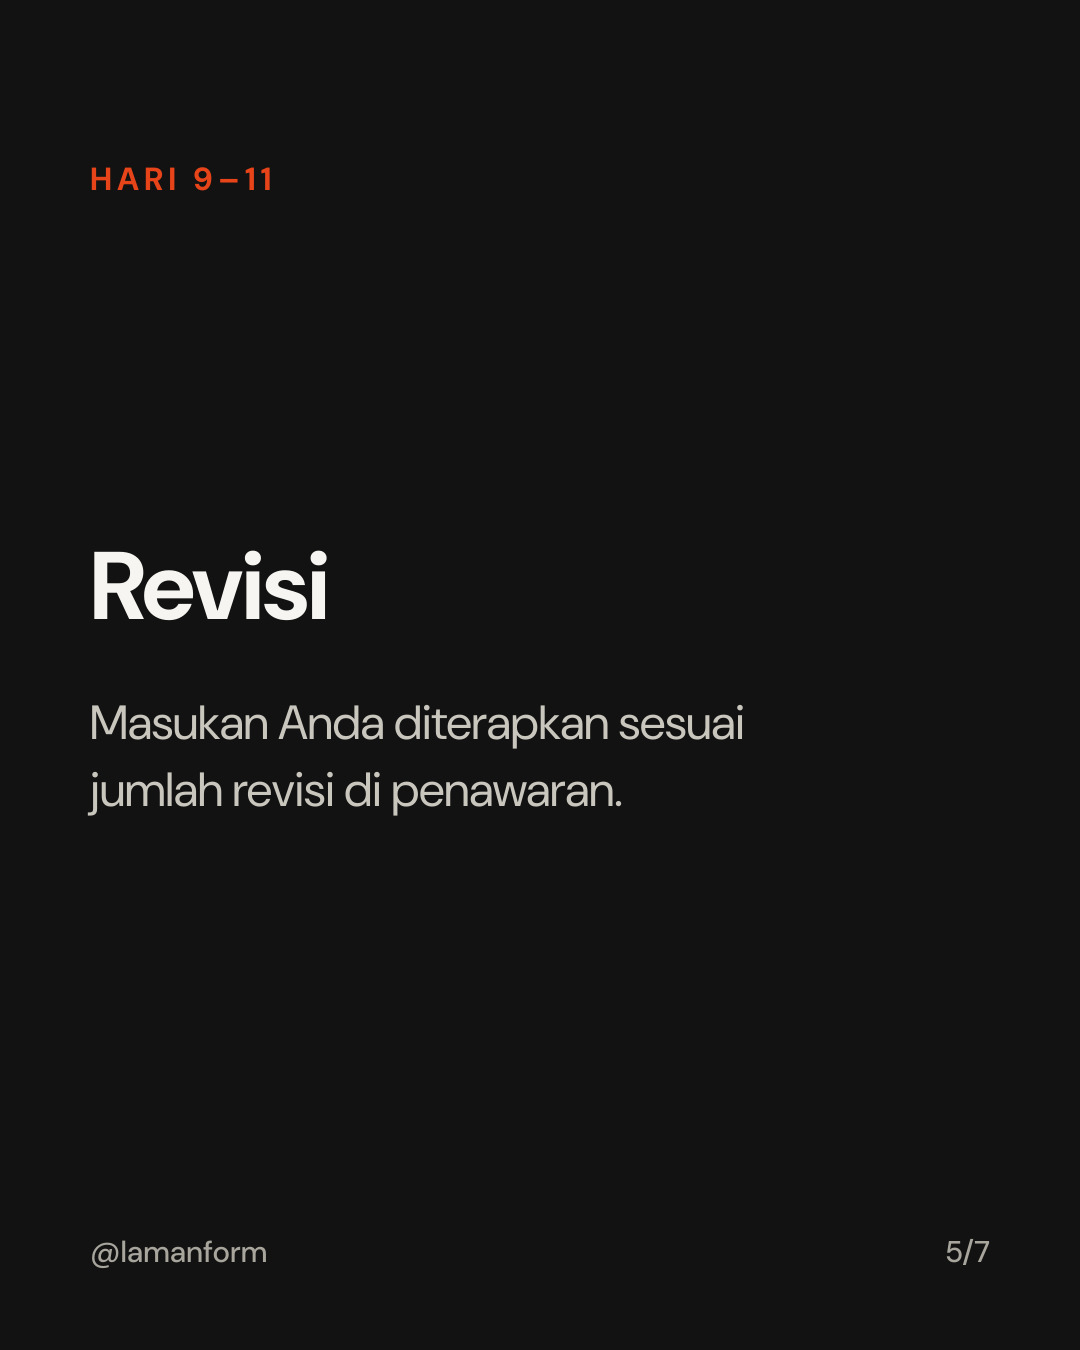 HARI 9–11
Revisi
Masukan Anda diterapkan sesuai
jumlah revisi di penawaran.
@lamanform
5/7